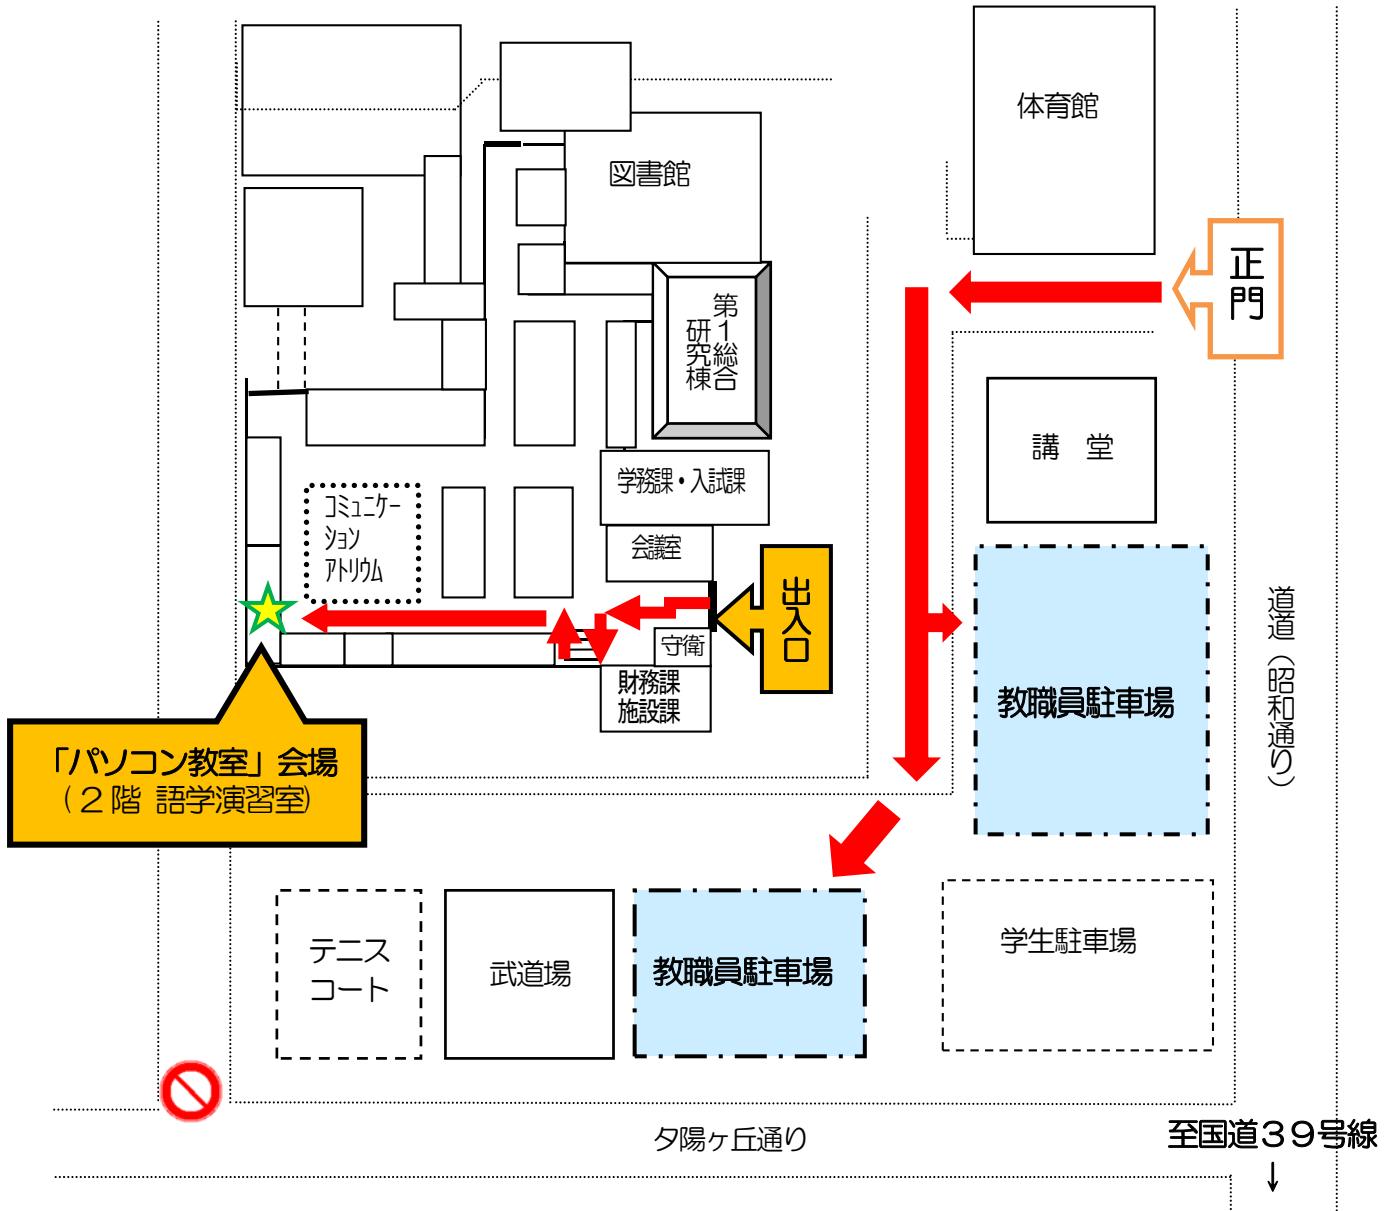 体育館
図書館
正門
第1総合
研究棟
講　堂
学務課・入試課
ｺﾐｭﾆｹｰ
ｼｮﾝ
ｱﾄﾘｳﾑ
会議室
出入口
守衛
財務課
施設課
教職員駐車場
道道（昭和通り）
「パソコン教室」会場
（２階 語学演習室）
テニス
コート
武道場
教職員駐車場
学生駐車場
夕陽ヶ丘通り
至国道３９号線
↓